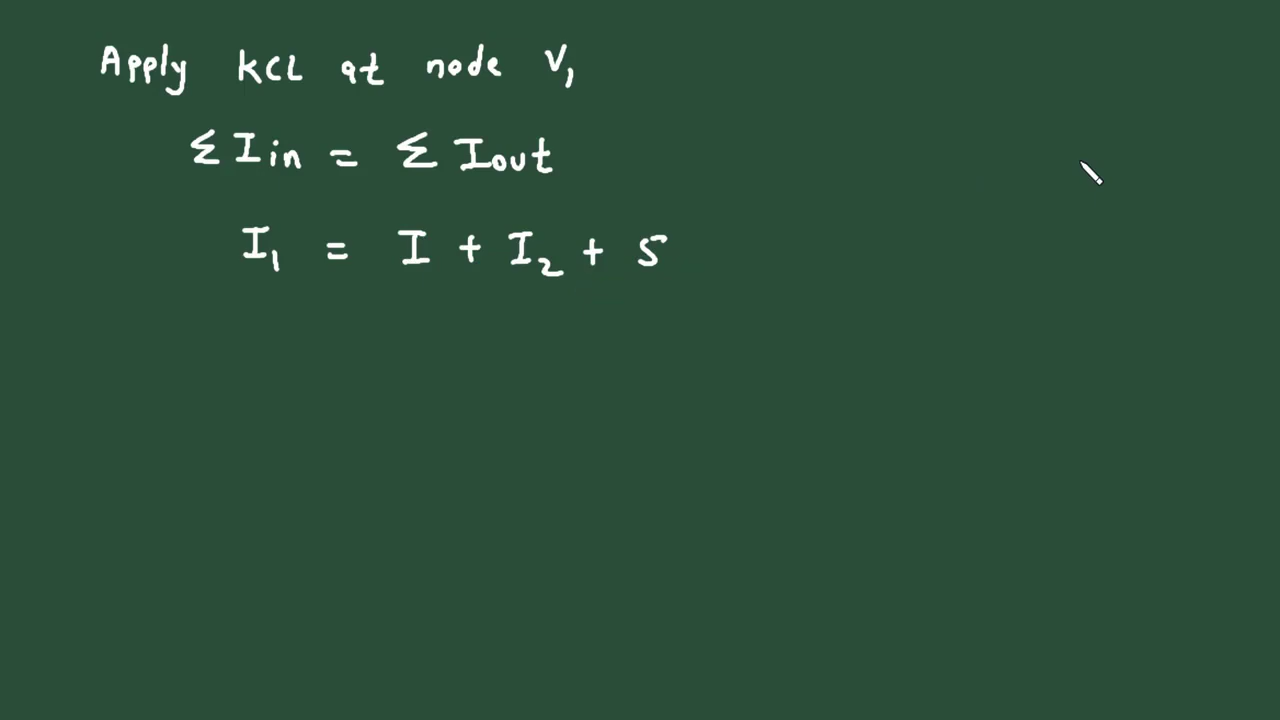 Apply KCL at node V₁
Σ Iin = Σ Iout
I₁ = I + I₂ + 5